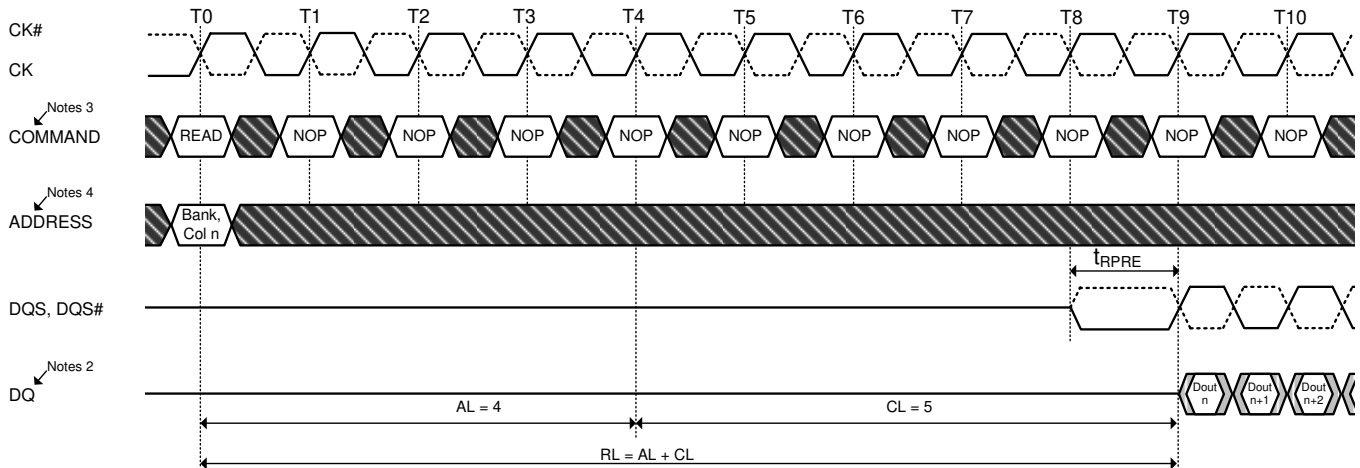 T0 T1 T2 T3 T4 T5 T6 T7 T8 T9 T10
CK#
CK
Notes 3
COMMAND READ NOP NOP NOP NOP NOP NOP NOP NOP NOP NOP
Notes 4
ADDRESS
Bank,
Col n
tRPRE
DQS, DQS#
Notes 2
DQ
Dout
n
Dout
n+1
Dout
n+2
AL = 4
CL = 5
RL = AL + CL